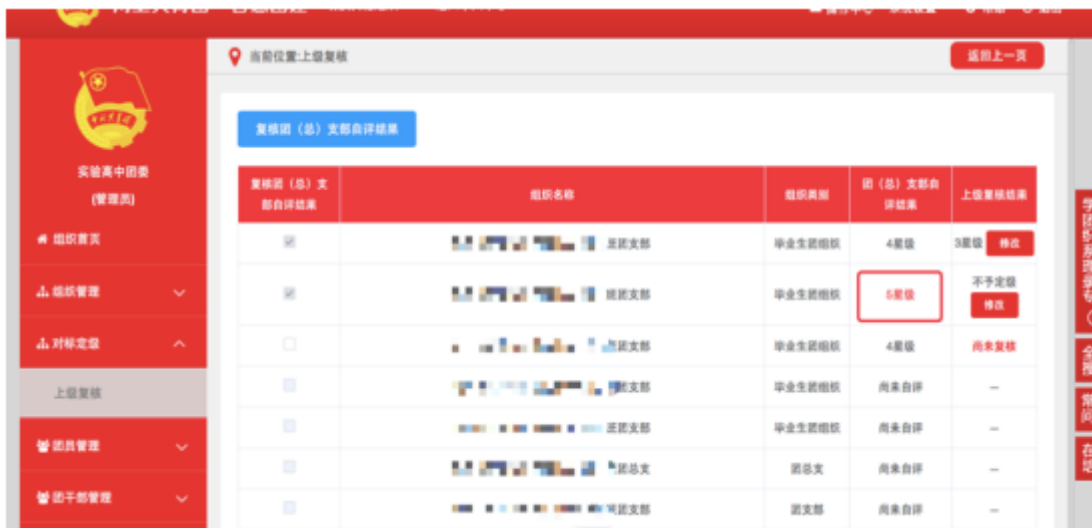 当前位置:上级复核
返回上一页
复核团（总）支部自评结果
实验高中团委
(管理员)
组织首页
组织管理
对标定级
上级复核
团员管理
团干部管理
复核团（总）支
部自评结果
组织名称
组织类别
团（总）支部自
评结果
上级复核结果
班团支部
毕业生团组织
4星级
3星级
修改
班团支部
毕业生团组织
5星级
不予定级
修改
团支部
毕业生团组织
4星级
尚未复核
团支部
毕业生团组织
尚未自评
—
班团支部
毕业生团组织
尚未自评
—
团总支
团总支
尚未自评
—
团支部
团支部
尚未自评
—